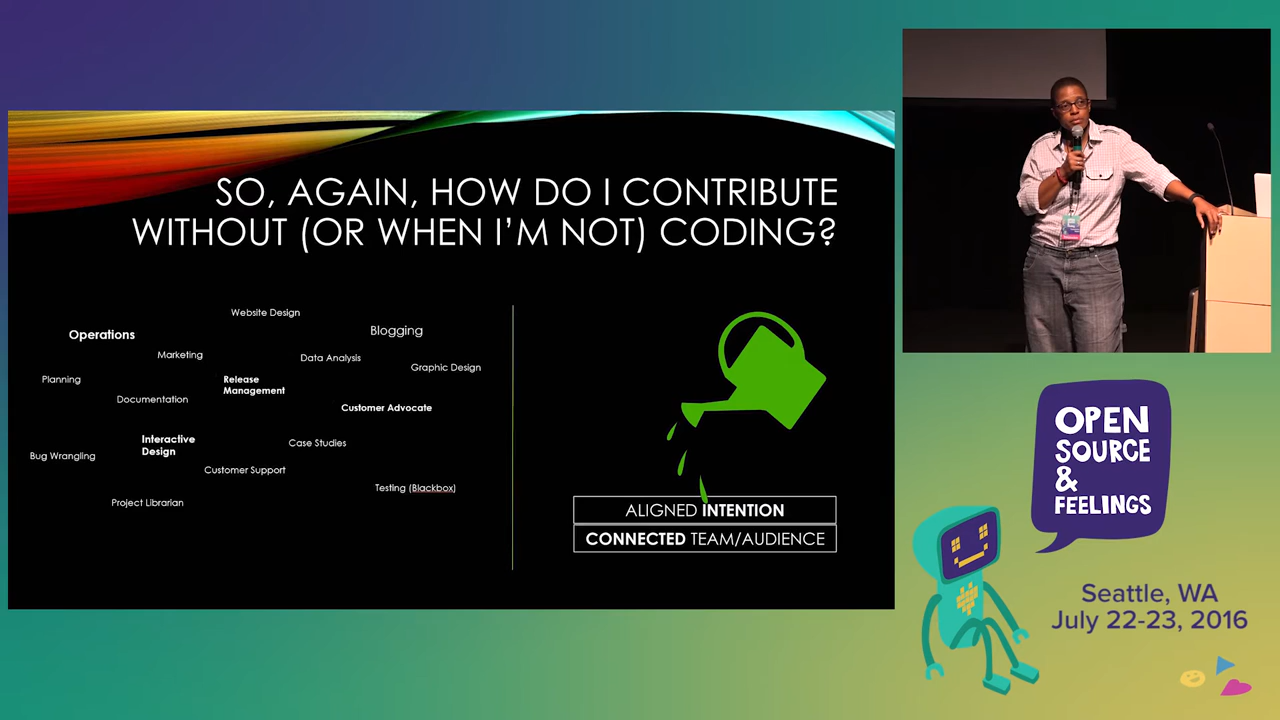 SO, AGAIN, HOW DO I CONTRIBUTE
WITHOUT (OR WHEN I'M NOT) CODING?
Website Design
Operations
Blogging
Marketing
Data Analysis
Graphic Design
Planning
Release
Management
Documentation
Customer Advocate
Interactive
Design
Case Studies
Bug Wrangling
Customer Support
Testing (Blackbox)
Project Librarian
ALIGNED INTENTION
CONNECTED TEAM/AUDIENCE
OPEN
SOURCE
&
FEELINGS
Seattle, WA
July 22-23, 2016